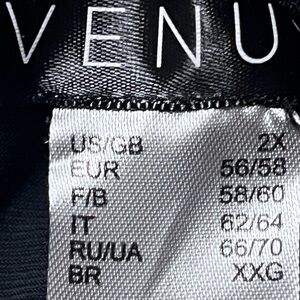 VENU
US/GB 2X
EUR 56/58
F/B 58/60
IT 62/64
RU/UA 66/70
BR XXG